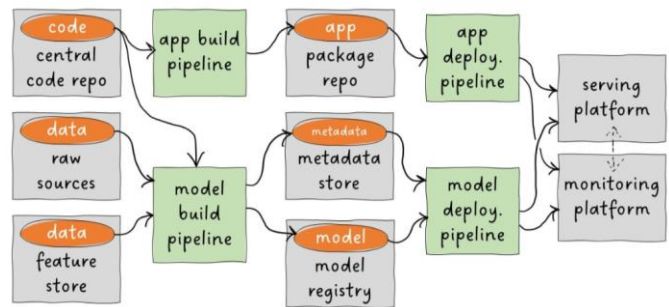 code
central
code repo
app build
pipeline
app
package
repo
app
deploy.
pipeline
serving
platform
data
raw
sources
metadata
metadata
store
monitoring
platform
model
build
pipeline
model
deploy.
pipeline
data
feature
store
model
model
registry